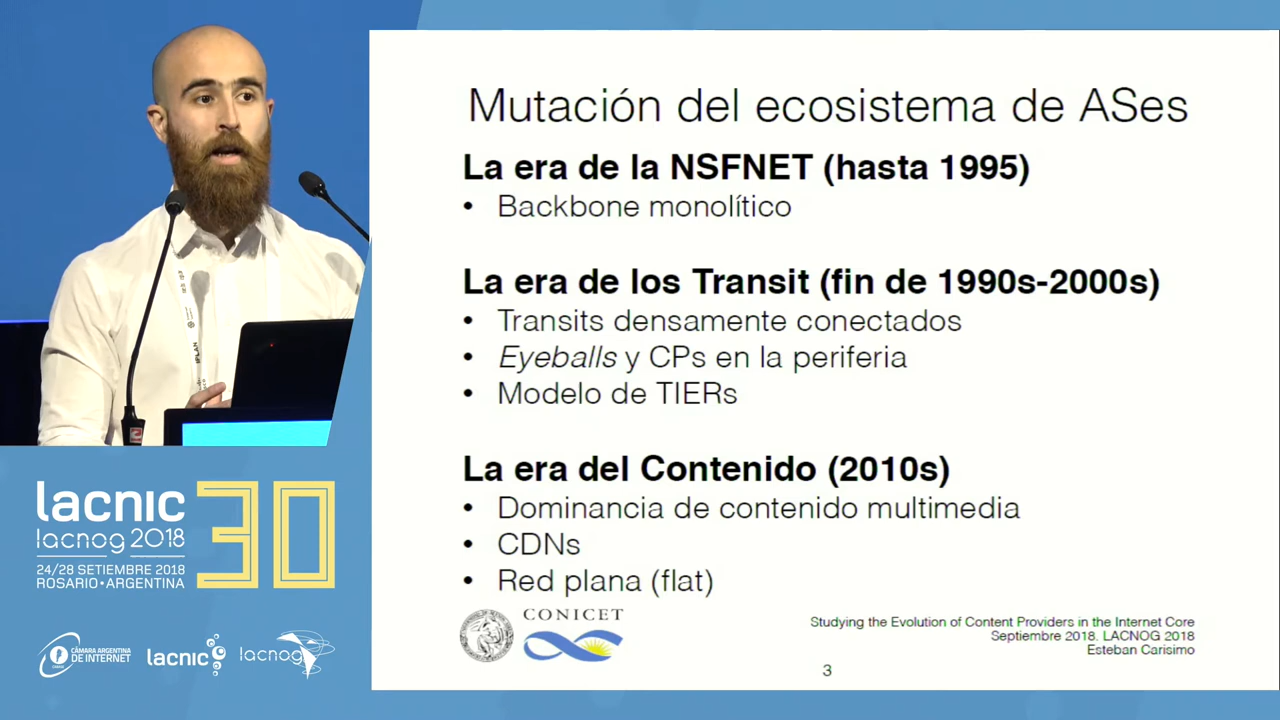 Mutación del ecosistema de ASes
La era de la NSFNET (hasta 1995)
• Backbone monolítico
La era de los Transit (fin de 1990s-2000s)
• Transits densamente conectados
• Eyeballs y CPs en la periferia
• Modelo de TIERs
La era del Contenido (2010s)
• Dominancia de contenido multimedia
• CDNs
• Red plana (flat)
CONICET
Studying the Evolution of Content Providers in the Internet Core
Septiembre 2018. LACNOG 2018
Esteban Carisimo
3
IPLAN
lacnic 30
lacnog 2018
24/28 SETIEMBRE 2018
ROSARIO • ARGENTINA
CÁMARA ARGENTINA
DE INTERNET
lacnic
lacnog